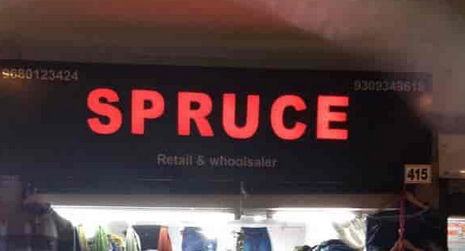 9680123424
9309349615
SPRUCE
Retail & whoolsaler
415